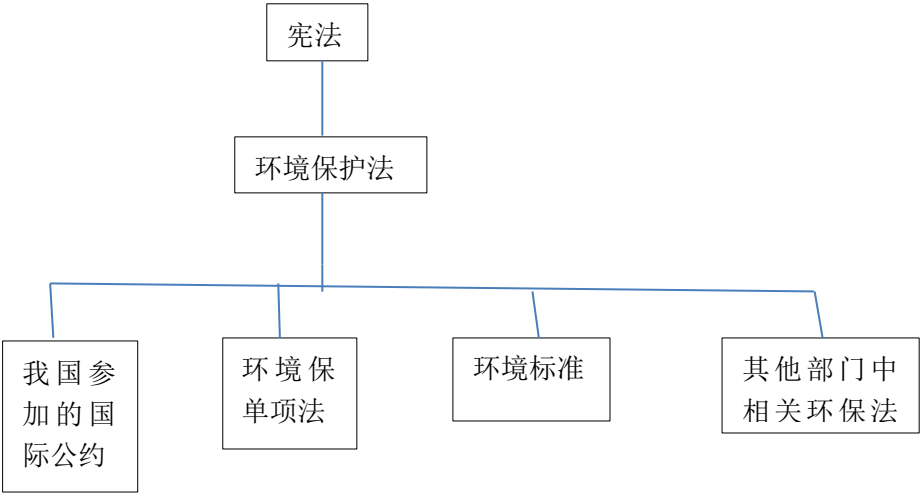 宪法
环境保护法
我国参
加的国
际公约
环境保
单项法
环境标准
其他部门中
相关环保法